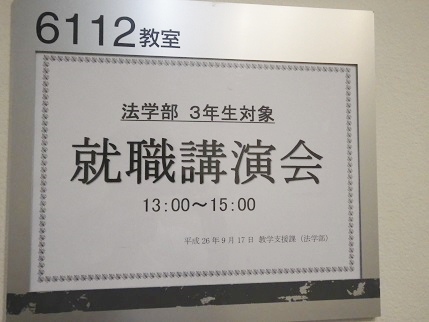 6112教室
法学部 3年生対象
就職講演会
13:00～15:00
平成26年9月17日 教学支援課（法学部）